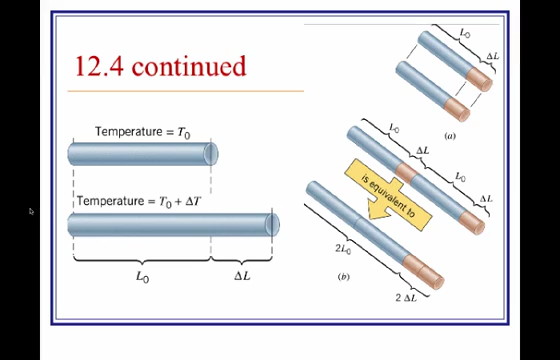 12.4 continued
Temperature = T₀
Temperature = T₀ + ΔT
L₀
ΔL
L₀
ΔL
(a)
L₀
ΔL
L₀
ΔL
is equivalent to
2L₀
2 ΔL
(b)